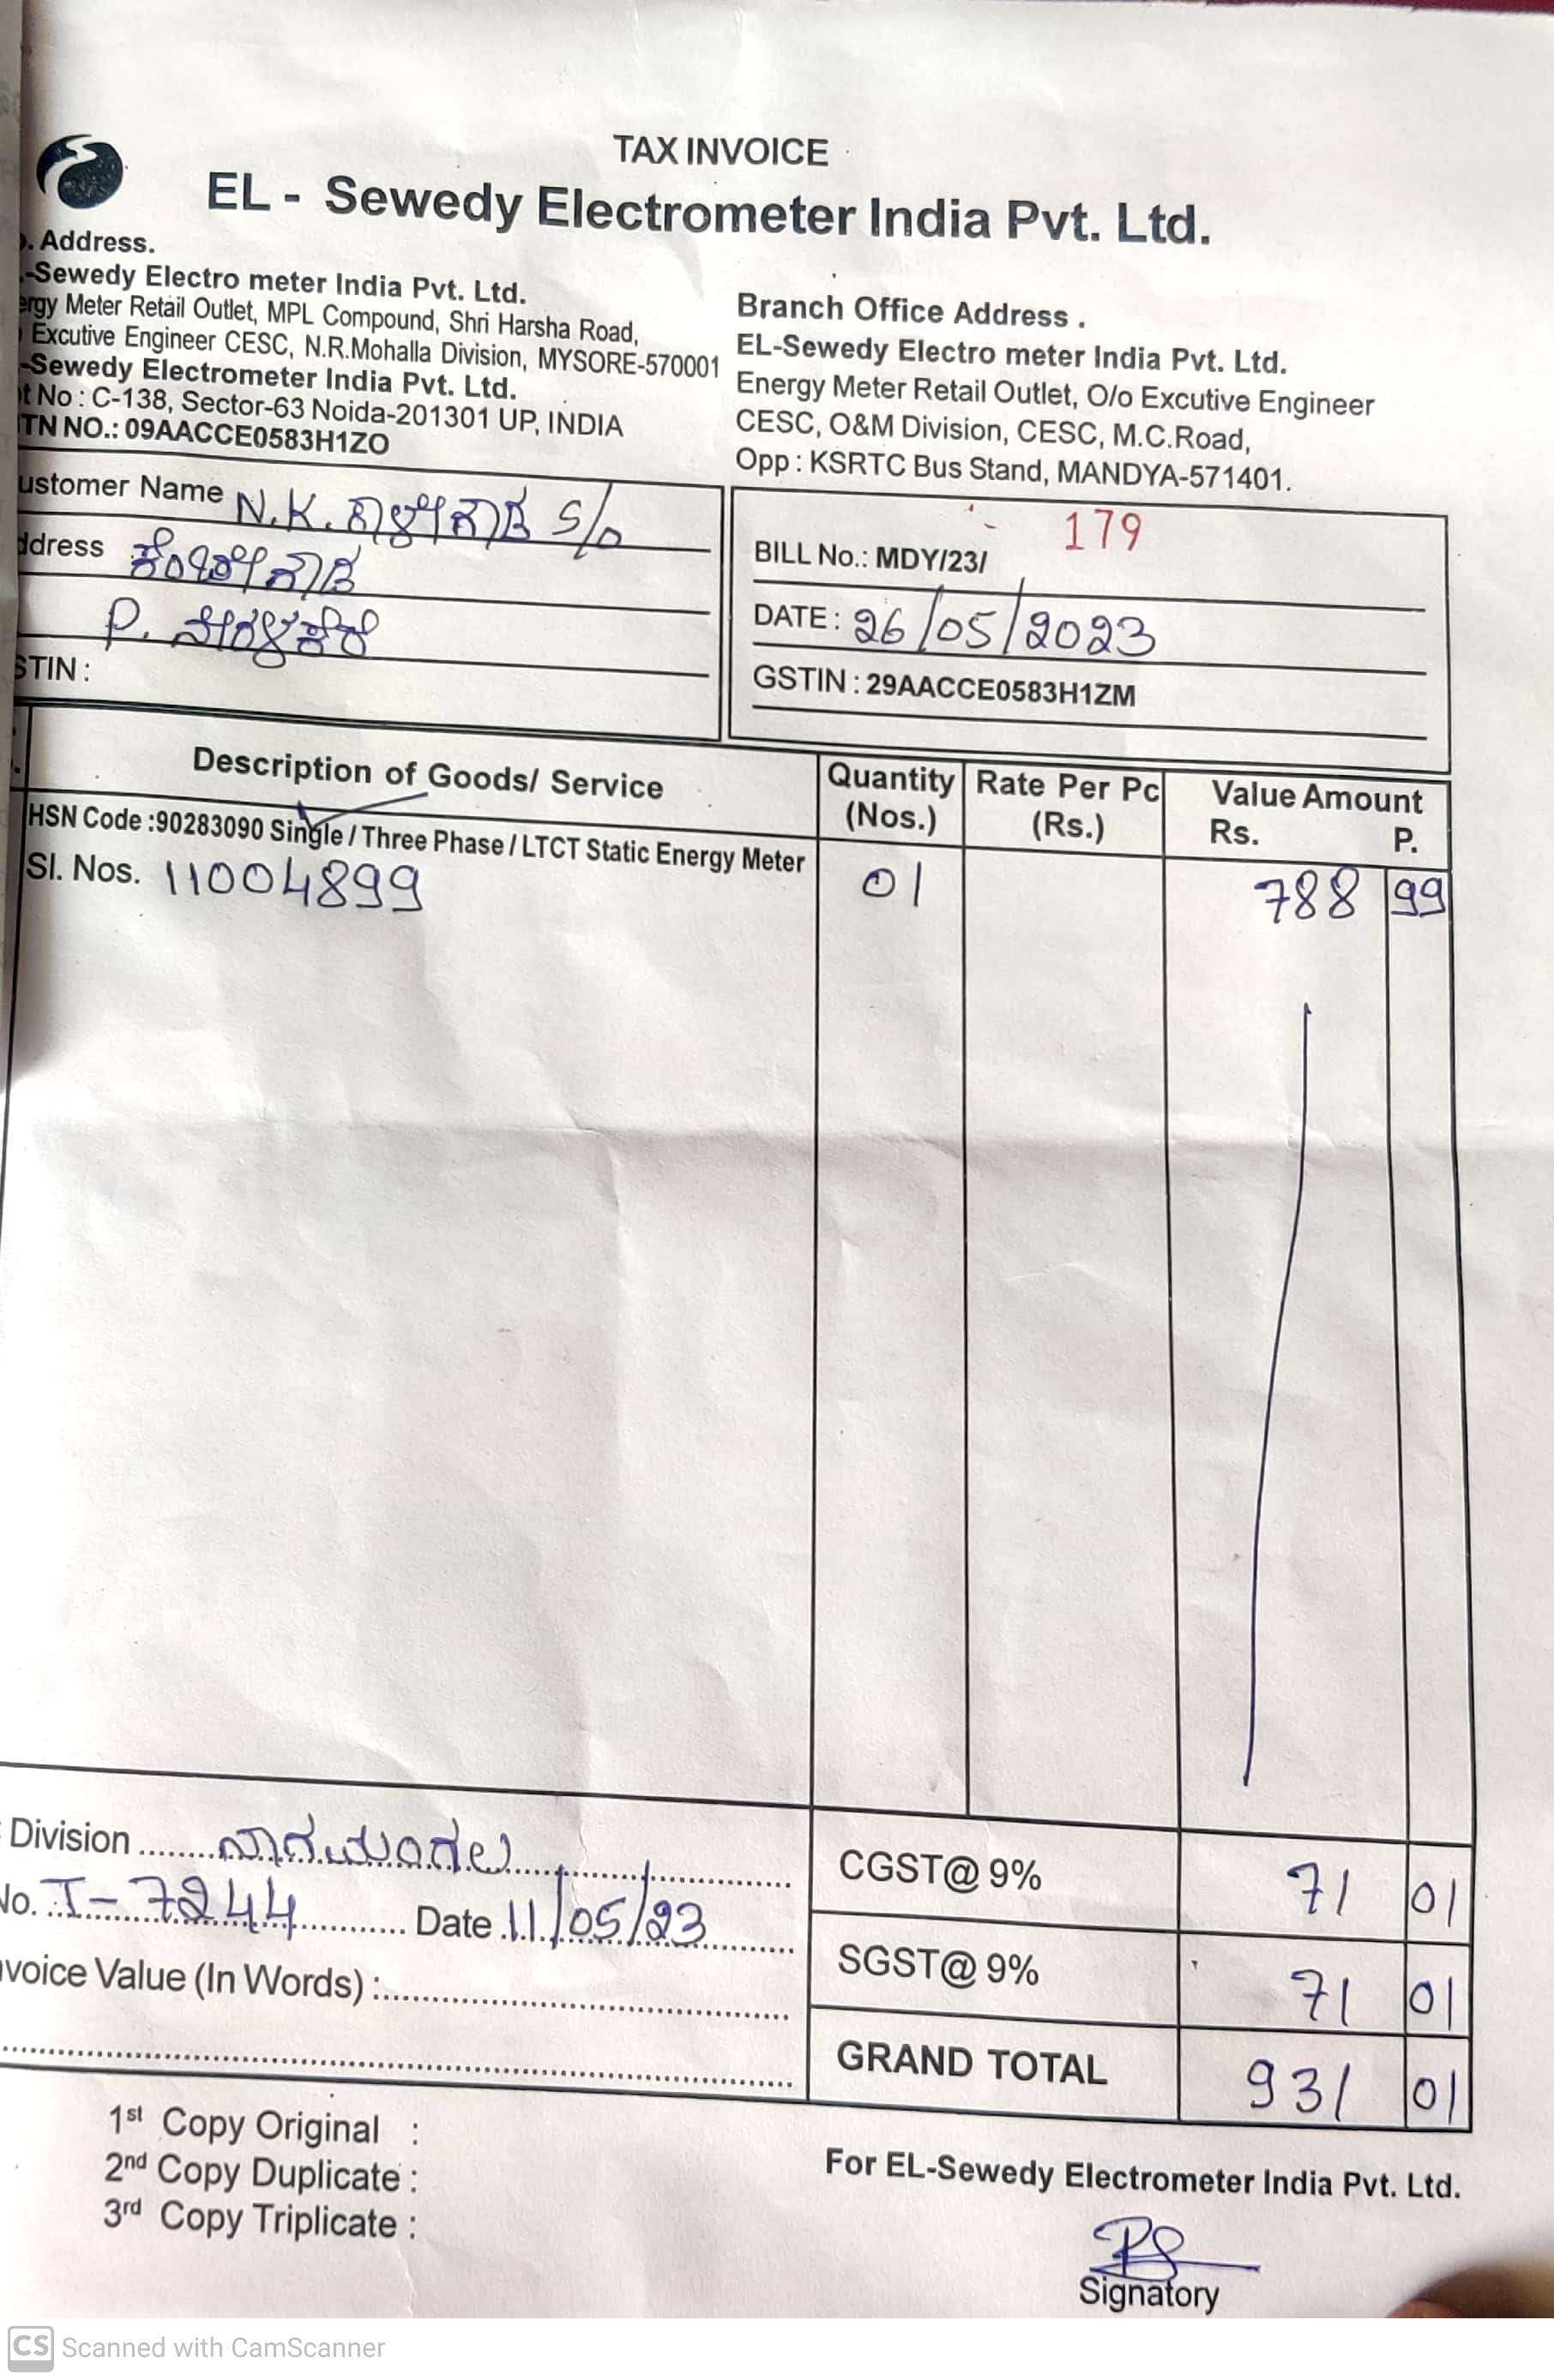 TAX INVOICE
EL - Sewedy Electrometer India Pvt. Ltd.
. Address.
-Sewedy Electro meter India Pvt. Ltd.
ergy Meter Retail Outlet, MPL Compound, Shri Harsha Road,
Excutive Engineer CESC, N.R.Mohalla Division, MYSORE-570001
-Sewedy Electrometer India Pvt. Ltd.
t No : C-138, Sector-63 Noida-201301 UP, INDIA
TN NO.: 09AACCE0583H1ZO
Branch Office Address .
EL-Sewedy Electro meter India Pvt. Ltd.
Energy Meter Retail Outlet, O/o Excutive Engineer
CESC, O&M Division, CESC, M.C.Road,
Opp : KSRTC Bus Stand, MANDYA-571401.
ustomer Name N.K. S/o
ddress
P.
STIN :
179
BILL No.: MDY/23/
DATE : 26/05/2023
GSTIN : 29AACCE0583H1ZM
Description of Goods/ Service
Quantity (Nos.)
Rate Per Pc (Rs.)
Value Amount
Rs. P.
HSN Code :90283090 Single / Three Phase / LTCT Static Energy Meter
Sl. Nos. 11004899 01 788 99
Division ........ನಾಗಮಂಗಲ........
No. I-7244 ............ Date 11/05/23
voice Value (In Words) :............
CGST@ 9% 71 01
SGST@ 9% 71 01
GRAND TOTAL 931 01
1st Copy Original :
2nd Copy Duplicate :
3rd Copy Triplicate :
For EL-Sewedy Electrometer India Pvt. Ltd.
Signatory
CS Scanned with CamScanner